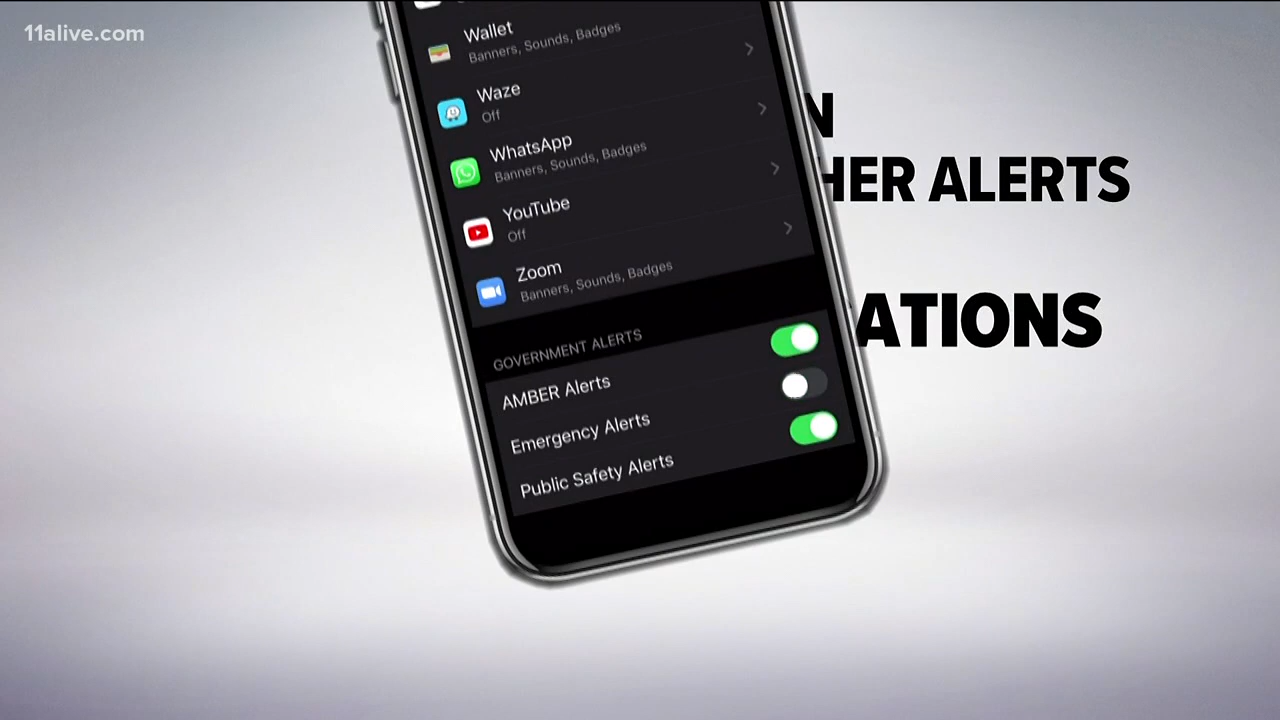 11alive.com
Wallet
Banners, Sounds, Badges
Waze
Off
WhatsApp
Banners, Sounds, Badges
YouTube
Off
Zoom
Banners, Sounds, Badges
GOVERNMENT ALERTS
AMBER Alerts
Emergency Alerts
Public Safety Alerts
N
HER ALERTS
ATIONS